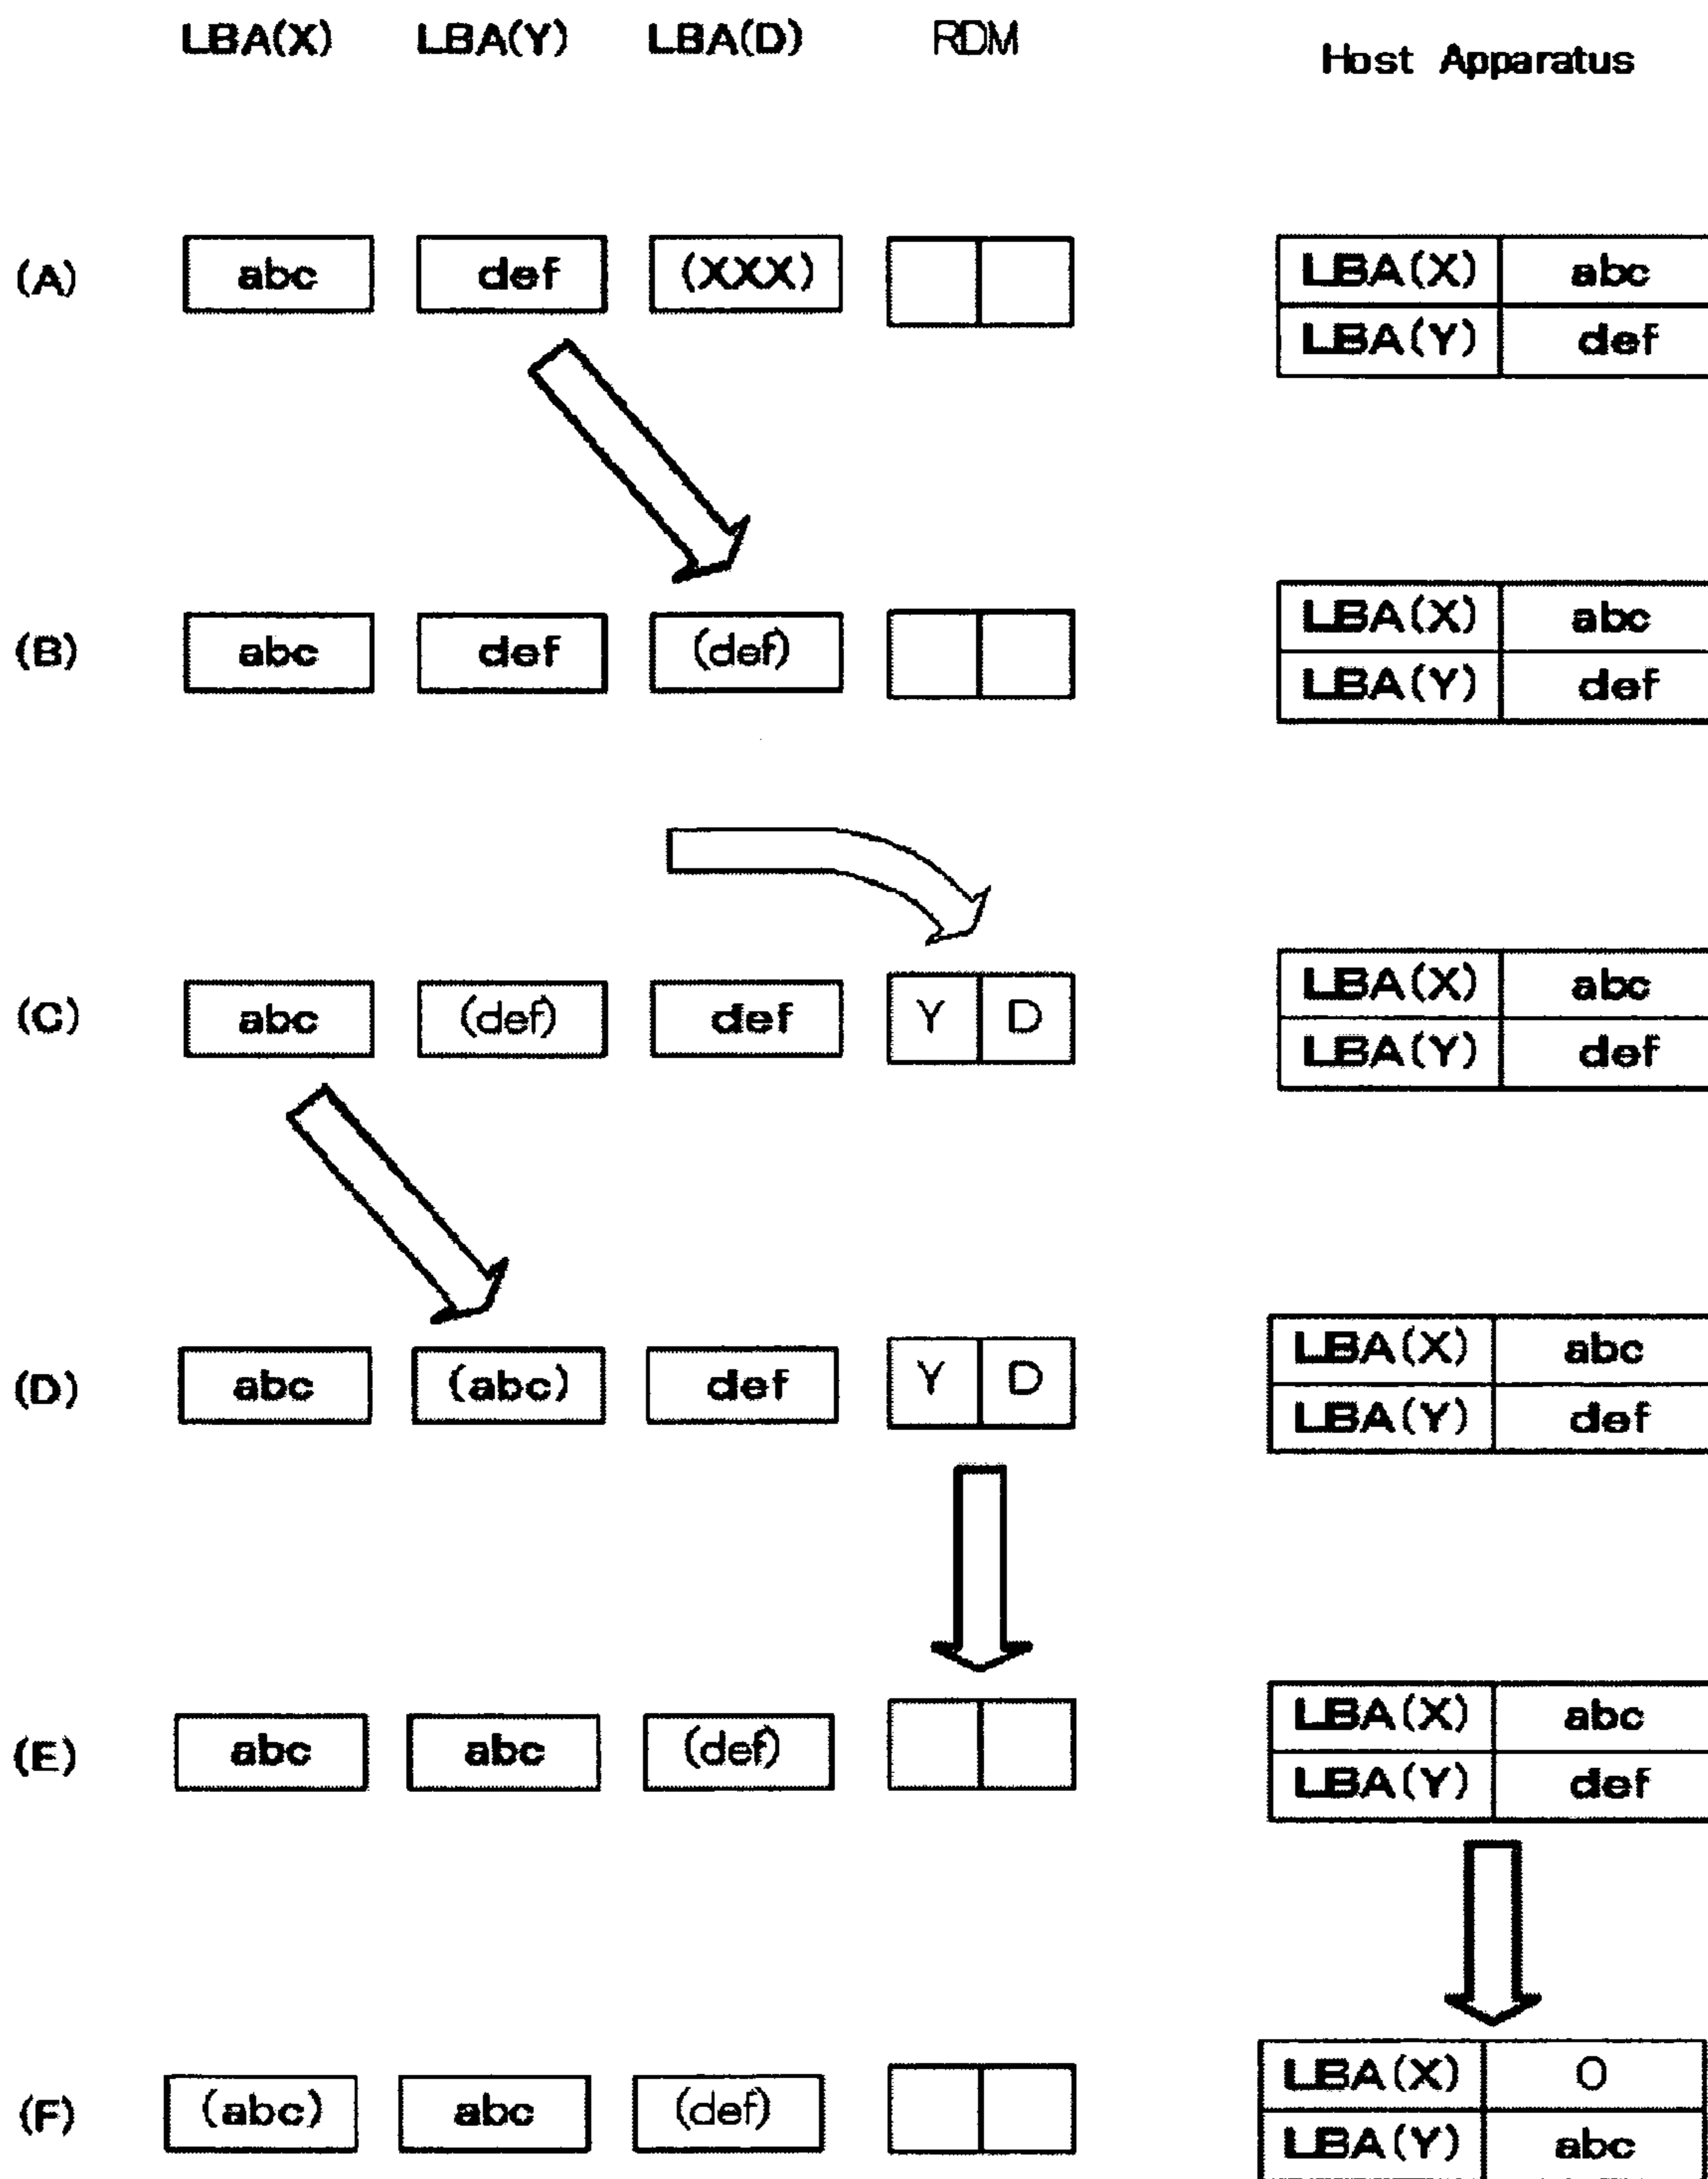 LBA(X) LBA(Y) LBA(D) RDM Host Apparatus
(A) abc def (XXX) LBA(X) abc
LBA(Y) def
(B) abc def (def) LBA(X) abc
LBA(Y) def
(C) abc (def) def Y D LBA(X) abc
LBA(Y) def
(D) abc (abc) def Y D LBA(X) abc
LBA(Y) def
(E) abc abc (def) LBA(X) abc
LBA(Y) def
(F) (abc) abc (def) LBA(X) 0
LBA(Y) abc